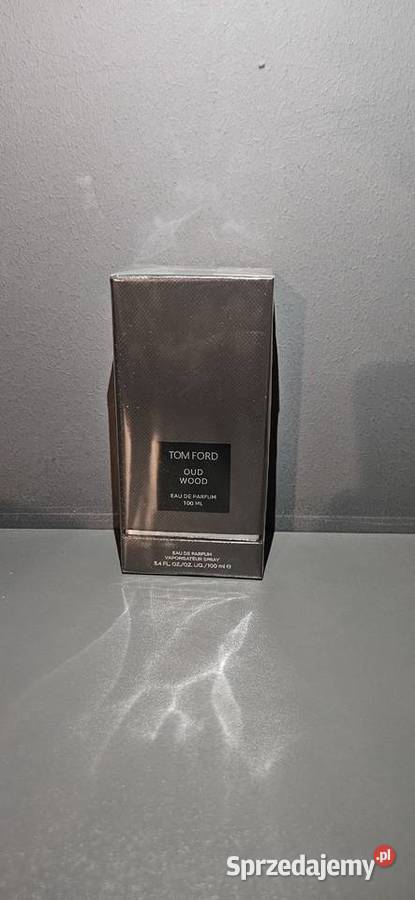 TOM FORD
OUD
WOOD
EAU DE PARFUM
100 ML
EAU DE PARFUM
VAPORISATEUR SPRAY
3.4 FL. OZ./OZ. LIQ./100 ml e
Sprzedajemy.pl